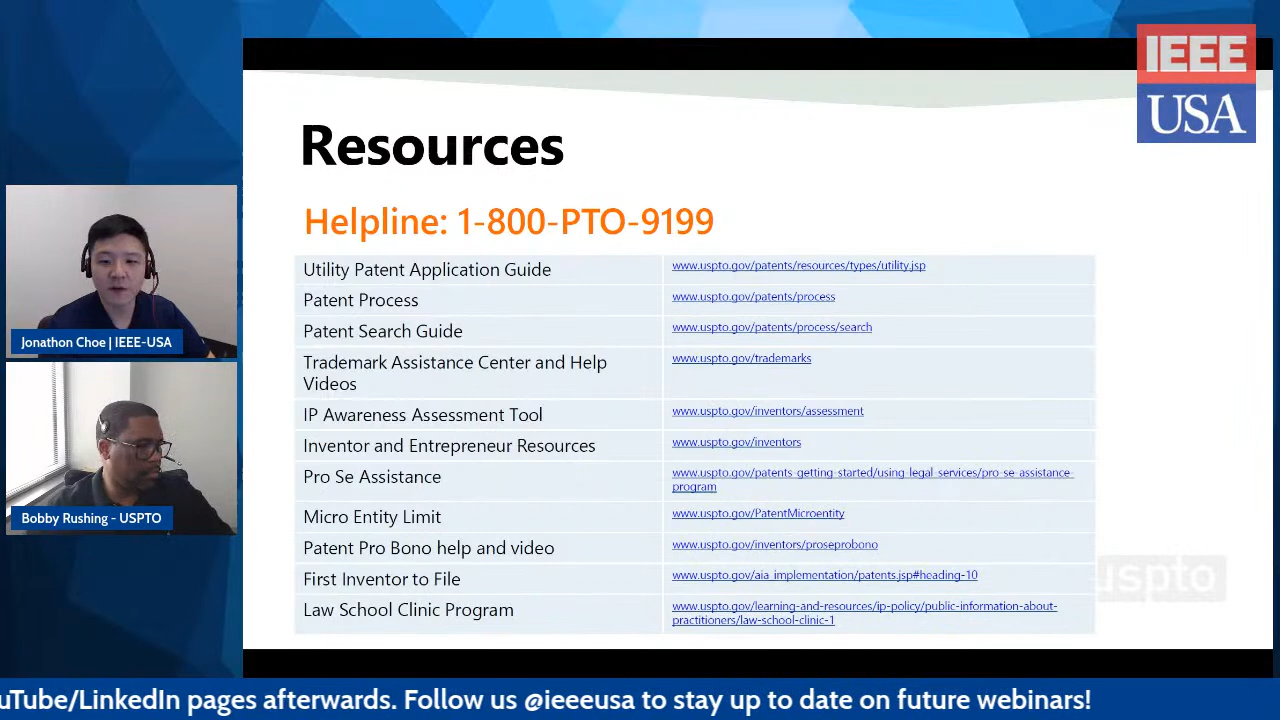 IEEE
USA
Resources
Helpline: 1-800-PTO-9199
Utility Patent Application Guide
www.uspto.gov/patents/resources/types/utility.jsp
Patent Process
www.uspto.gov/patents/process
Patent Search Guide
www.uspto.gov/patents/process/search
Trademark Assistance Center and Help
Videos
www.uspto.gov/trademarks
IP Awareness Assessment Tool
www.uspto.gov/inventors/assessment
Inventor and Entrepreneur Resources
www.uspto.gov/inventors
Pro Se Assistance
www.uspto.gov/patents-getting-started/using-legal-services/pro-se-assistance-
program
Micro Entity Limit
www.uspto.gov/PatentMicroentity
Patent Pro Bono help and video
www.uspto.gov/inventors/proseprobono
First Inventor to File
www.uspto.gov/aia_implementation/patents.jsp#heading-10
Law School Clinic Program
www.uspto.gov/learning-and-resources/ip-policy/public-information-about-
practitioners/law-school-clinic-1
uspto
Jonathon Choe | IEEE-USA
Bobby Rushing - USPTO
uTube/LinkedIn pages afterwards. Follow us @ieeeusa to stay up to date on future webinars!